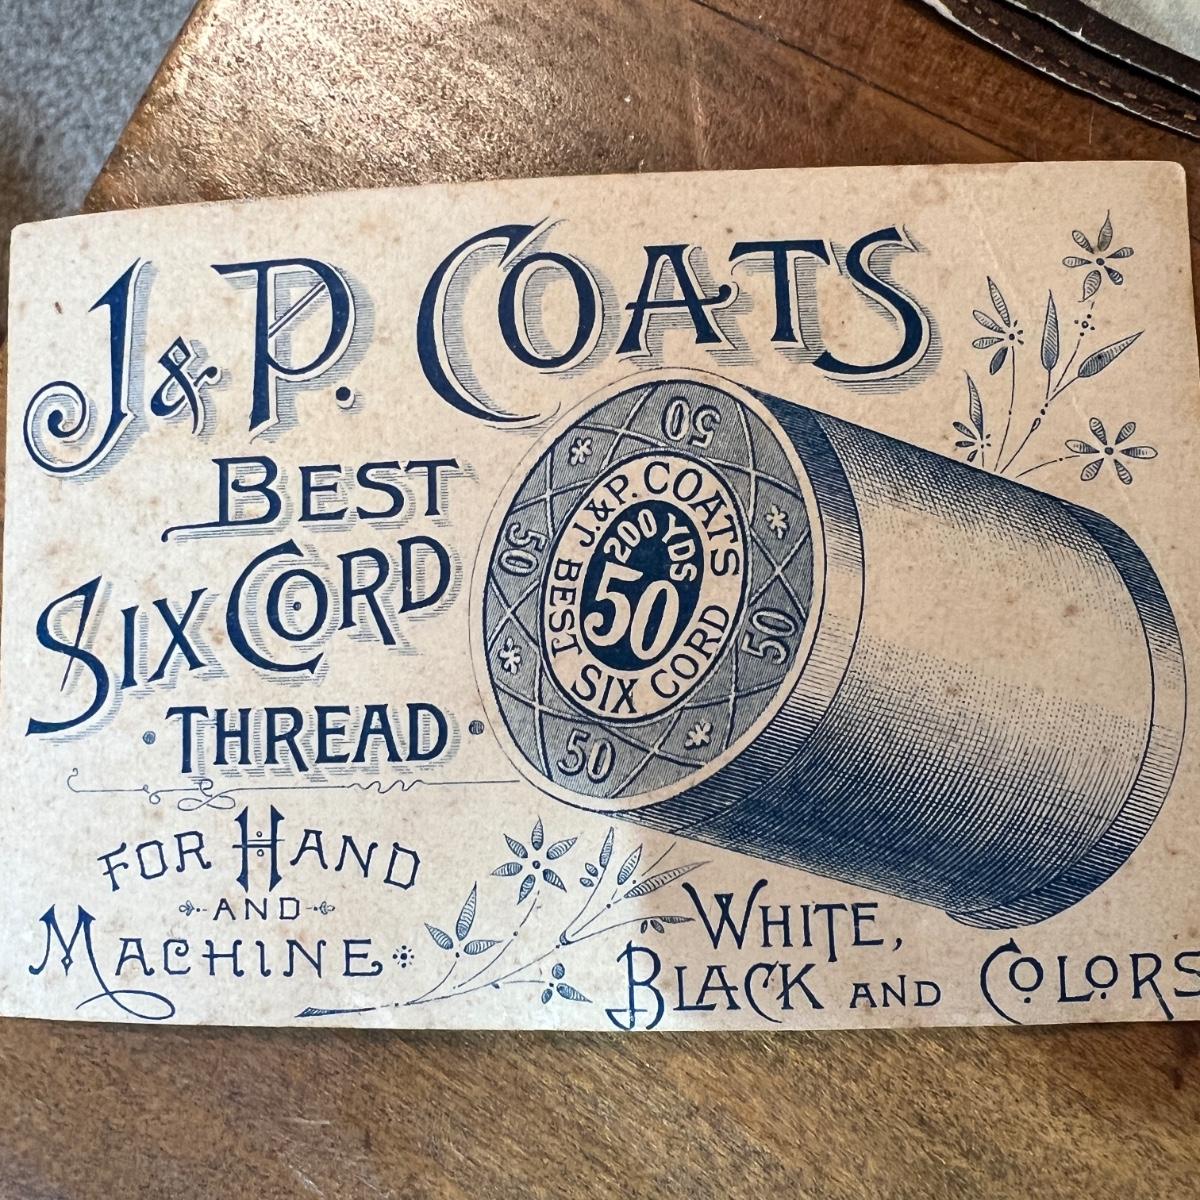 J. & P. COATS
BEST
SIX CORD
THREAD
FOR HAND
AND
MACHINE
50
50
50
50
J. & P. COATS
200 YDS
50
BEST SIX CORD
WHITE,
BLACK AND COLORS